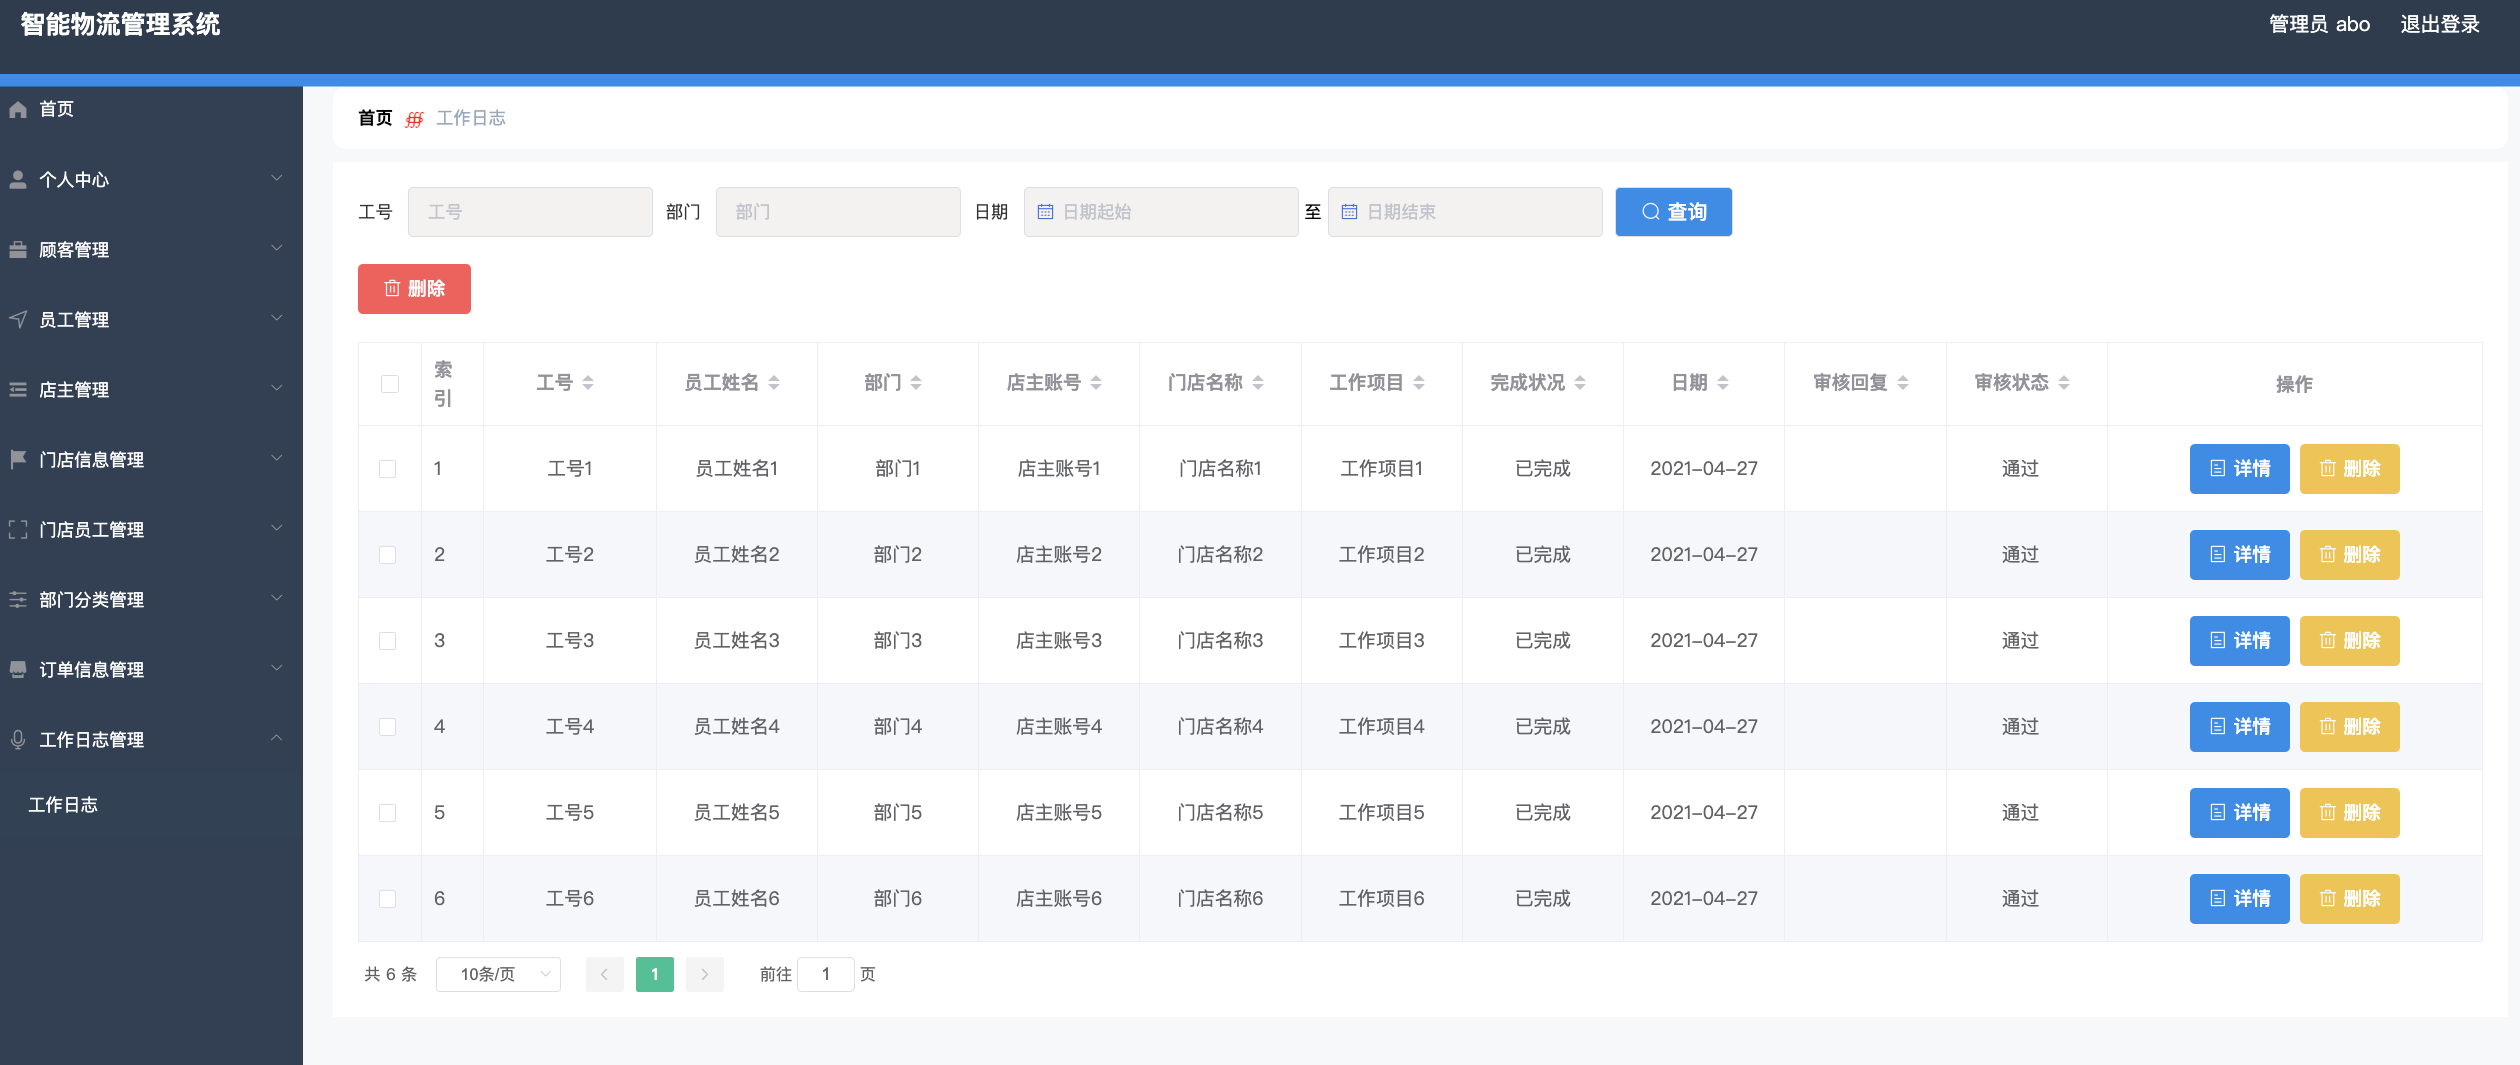 智能物流管理系统
管理员 abo 退出登录
首页
个人中心
顾客管理
员工管理
店主管理
门店信息管理
门店员工管理
部门分类管理
订单信息管理
工作日志管理
工作日志
首页 工作日志
工号 工号 部门 部门 日期 日期起始 至 日期结束 查询
删除
索引 工号 员工姓名 部门 店主账号 门店名称 工作项目 完成状况 日期 审核回复 审核状态 操作
1 工号1 员工姓名1 部门1 店主账号1 门店名称1 工作项目1 已完成 2021-04-27 通过 详情 删除
2 工号2 员工姓名2 部门2 店主账号2 门店名称2 工作项目2 已完成 2021-04-27 通过 详情 删除
3 工号3 员工姓名3 部门3 店主账号3 门店名称3 工作项目3 已完成 2021-04-27 通过 详情 删除
4 工号4 员工姓名4 部门4 店主账号4 门店名称4 工作项目4 已完成 2021-04-27 通过 详情 删除
5 工号5 员工姓名5 部门5 店主账号5 门店名称5 工作项目5 已完成 2021-04-27 通过 详情 删除
6 工号6 员工姓名6 部门6 店主账号6 门店名称6 工作项目6 已完成 2021-04-27 通过 详情 删除
共 6 条 10条/页 1 前往 1 页